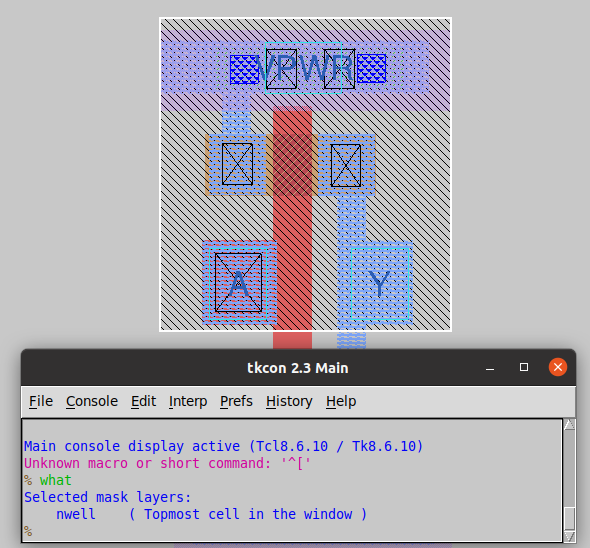 VPWR
A
Y
tkcon 2.3 Main
File Console Edit Interp Prefs History Help
Main console display active (Tcl8.6.10 / Tk8.6.10)
Unknown macro or short command: '^['
% what
Selected mask layers:
nwell ( Topmost cell in the window )
%